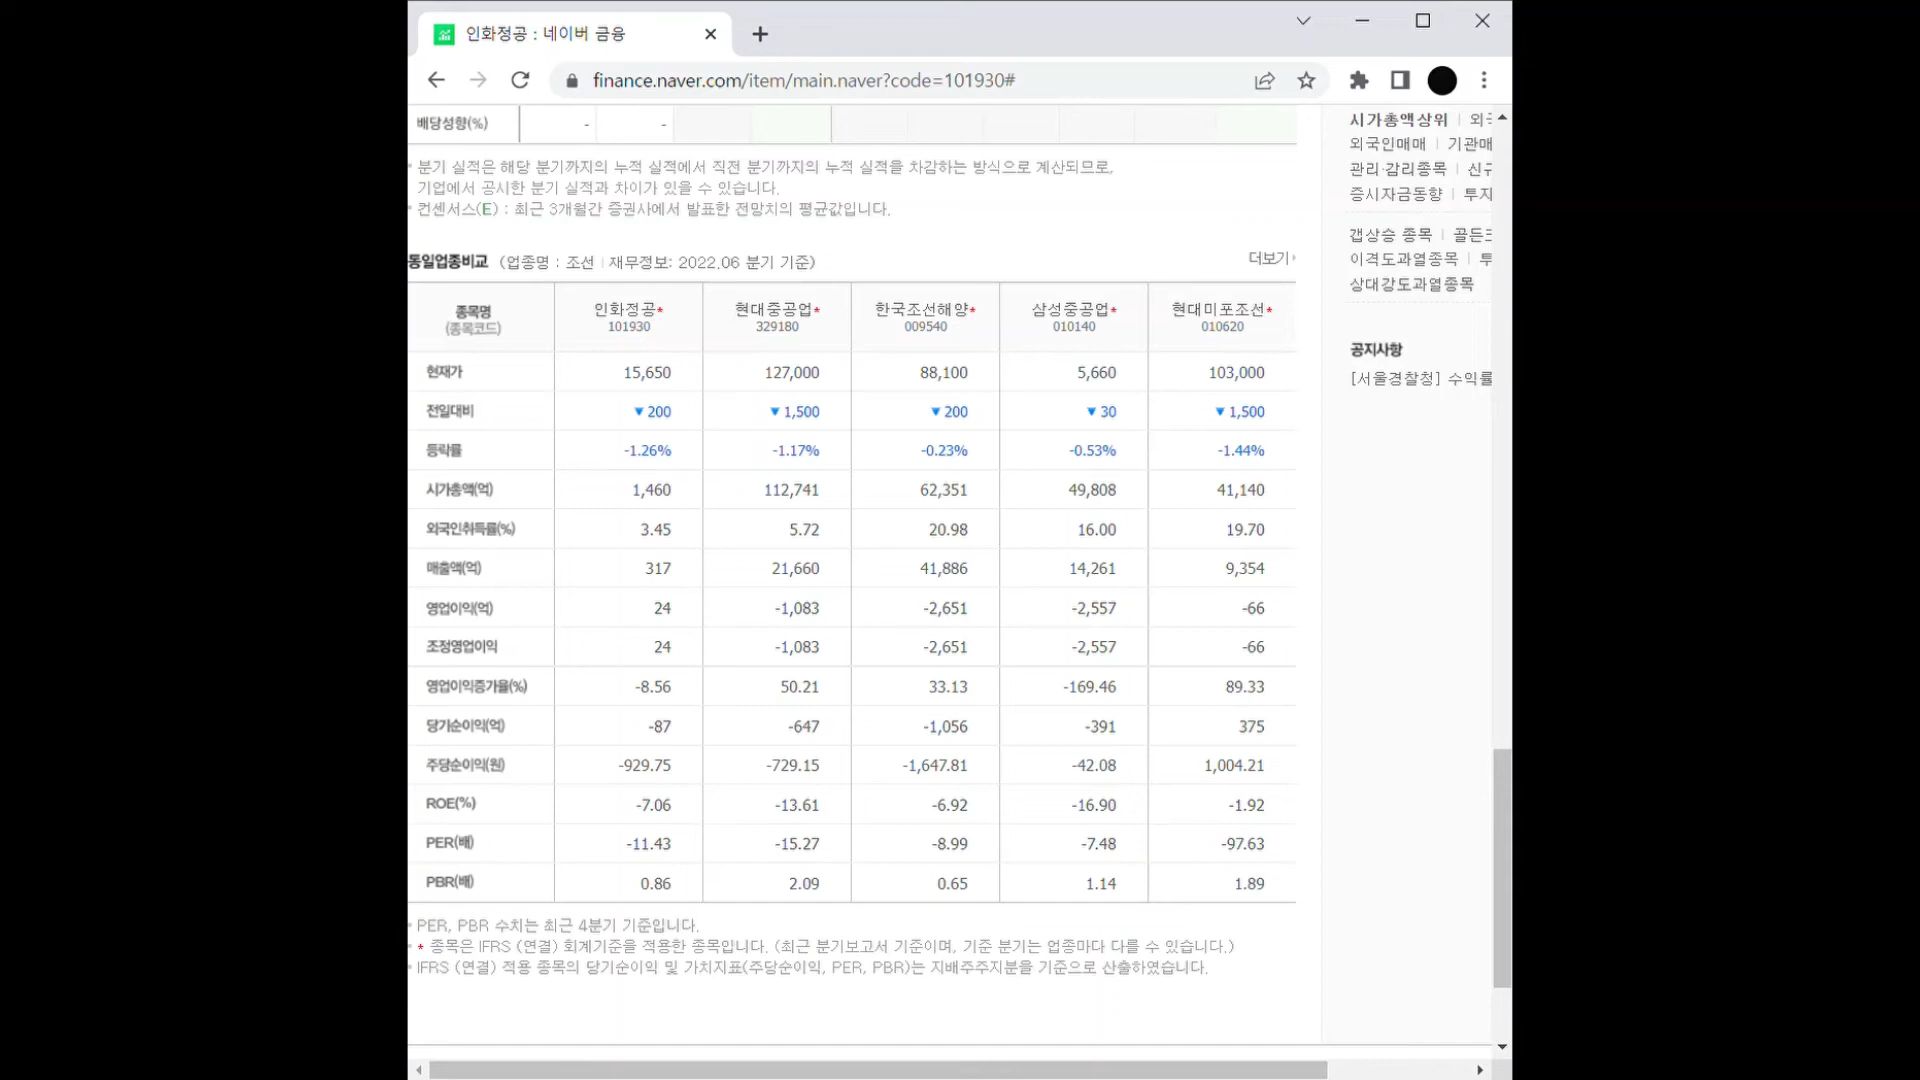 인화정공 : 네이버 금융
finance.naver.com/item/main.naver?code=101930#
배당성향(%) - -
* 분기 실적은 해당 분기까지의 누적 실적에서 직전 분기까지의 누적 실적을 차감하는 방식으로 계산되므로,
기업에서 공시한 분기 실적과 차이가 있을 수 있습니다.
* 컨센서스(E) : 최근 3개월간 증권사에서 발표한 전망치의 평균값입니다.
동일업종비교 (업종명 : 조선 | 재무정보: 2022.06 분기 기준) 더보기
종목명 인화정공* 현대중공업* 한국조선해양* 삼성중공업* 현대미포조선*
(종목코드) 101930 329180 009540 010140 010620
현재가 15,650 127,000 88,100 5,660 103,000
전일대비 ▼200 ▼1,500 ▼200 ▼30 ▼1,500
등락률 -1.26% -1.17% -0.23% -0.53% -1.44%
시가총액(억) 1,460 112,741 62,351 49,808 41,140
외국인취득률(%) 3.45 5.72 20.98 16.00 19.70
매출액(억) 317 21,660 41,886 14,261 9,354
영업이익(억) 24 -1,083 -2,651 -2,557 -66
조정영업이익 24 -1,083 -2,651 -2,557 -66
영업이익증가율(%) -8.56 50.21 33.13 -169.46 89.33
당기순이익(억) -87 -647 -1,056 -391 375
주당순이익(원) -929.75 -729.15 -1,647.81 -42.08 1,004.21
ROE(%) -7.06 -13.61 -6.92 -16.90 -1.92
PER(배) -11.43 -15.27 -8.99 -7.48 -97.63
PBR(배) 0.86 2.09 0.65 1.14 1.89
* PER, PBR 수치는 최근 4분기 기준입니다.
* * 종목은 IFRS (연결) 회계기준을 적용한 종목입니다. (최근 분기보고서 기준이며, 기준 분기는 업종마다 다를 수 있습니다.)
* IFRS (연결) 적용 종목의 당기순이익 및 가치지표(주당순이익, PER, PBR)는 지배주주지분을 기준으로 산출하였습니다.
시가총액상위 |
외국인매매 | 기관매
관리·감리종목 | 신규
증시자금동향 | 투자
갭상승 종목 |
이격도과열종목 | 투
상대강도과열종목
공지사항
[서울경찰청] 수익률